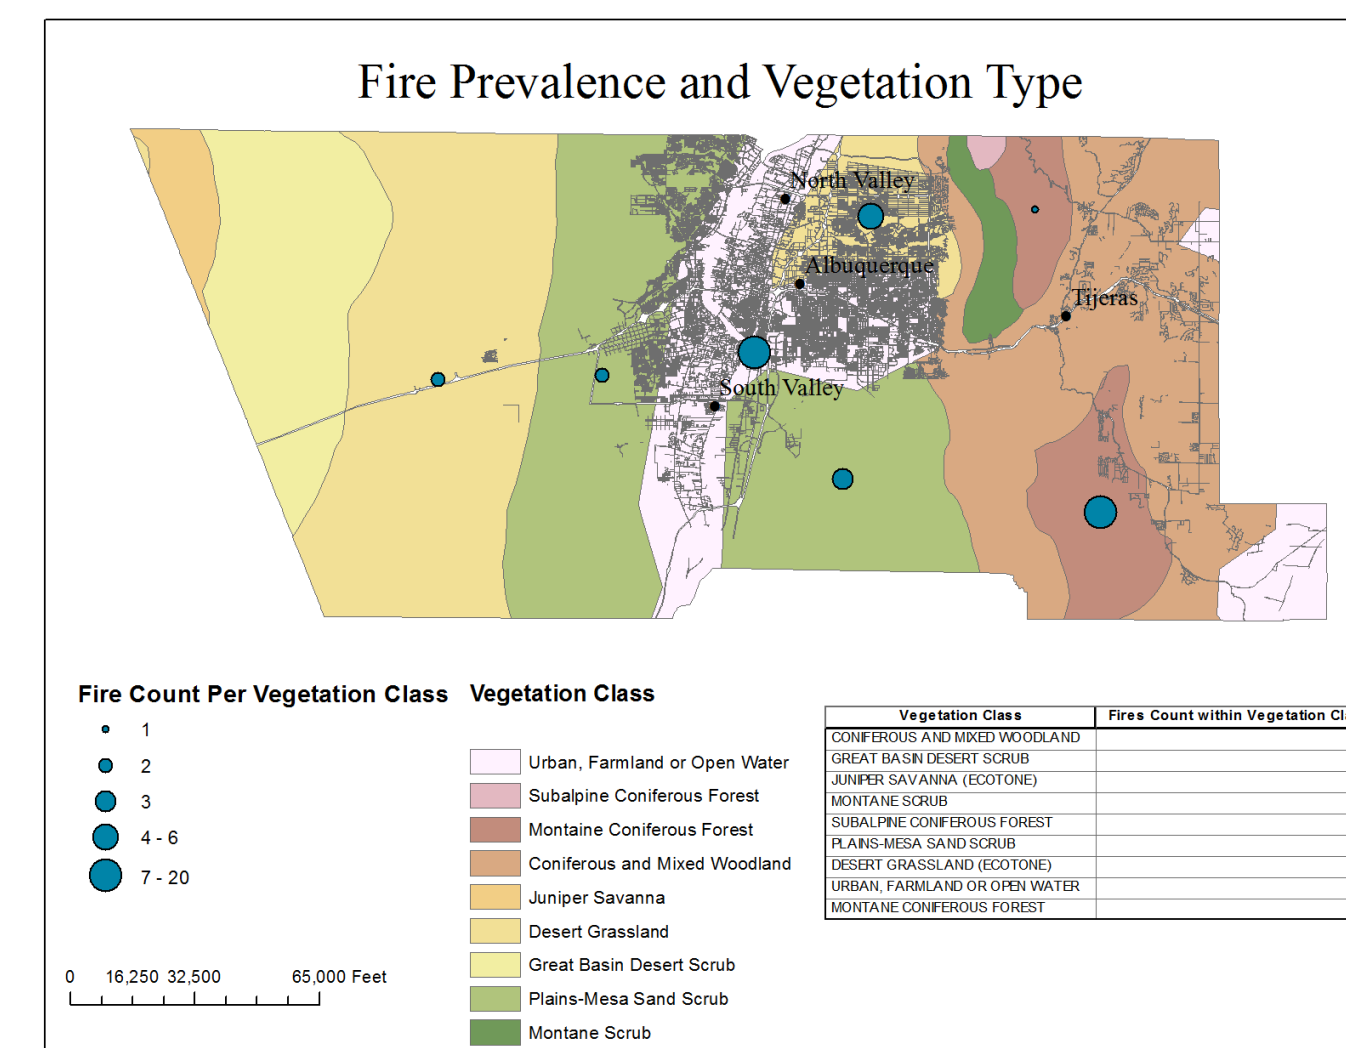 Fire Prevalence and Vegetation Type
North Valley
Albuquerque
Tijeras
South Valley
Fire Count Per Vegetation Class
1
2
3
4 - 6
7 - 20
0 16,250 32,500 65,000 Feet
Vegetation Class
Urban, Farmland or Open Water
Subalpine Coniferous Forest
Montaine Coniferous Forest
Coniferous and Mixed Woodland
Juniper Savanna
Desert Grassland
Great Basin Desert Scrub
Plains-Mesa Sand Scrub
Montane Scrub
Vegetation Class Fires Count within Vegetation Cl
CONIFEROUS AND MIXED WOODLAND
GREAT BASIN DESERT SCRUB
JUNIPER SAVANNA (ECOTONE)
MONTANE SCRUB
SUBALPINE CONIFEROUS FOREST
PLAINS-MESA SAND SCRUB
DESERT GRASSLAND (ECOTONE)
URBAN, FARMLAND OR OPEN WATER
MONTANE CONIFEROUS FOREST